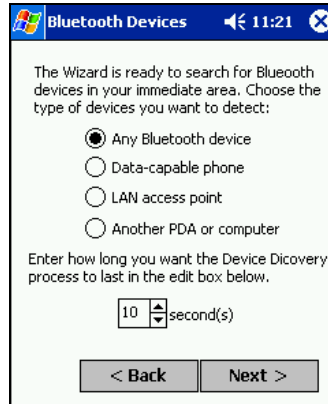 Bluetooth Devices 11:21
The Wizard is ready to search for Blueooth
devices in your immediate area. Choose the
type of devices you want to detect:
Any Bluetooth device
Data-capable phone
LAN access point
Another PDA or computer
Enter how long you want the Device Dicovery
process to last in the edit box below.
10 second(s)
< Back Next >